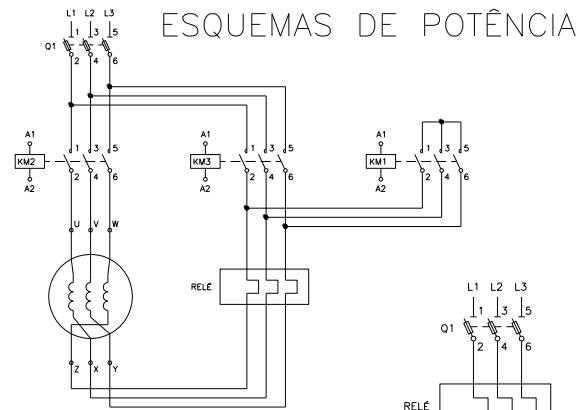 ESQUEMAS DE POTÊNCIA
L1 L2 L3
Q1
1 3 5
2 4 6
A1 A1 A1
1 3 5 1 3 5 1 3 5
KM2 KM3 KM1
2 4 6 2 4 6 2 4 6
A2 A2 A2
U V W
RELÉ
Z X Y
L1 L2 L3
Q1
1 3 5
2 4 6
RELÉ